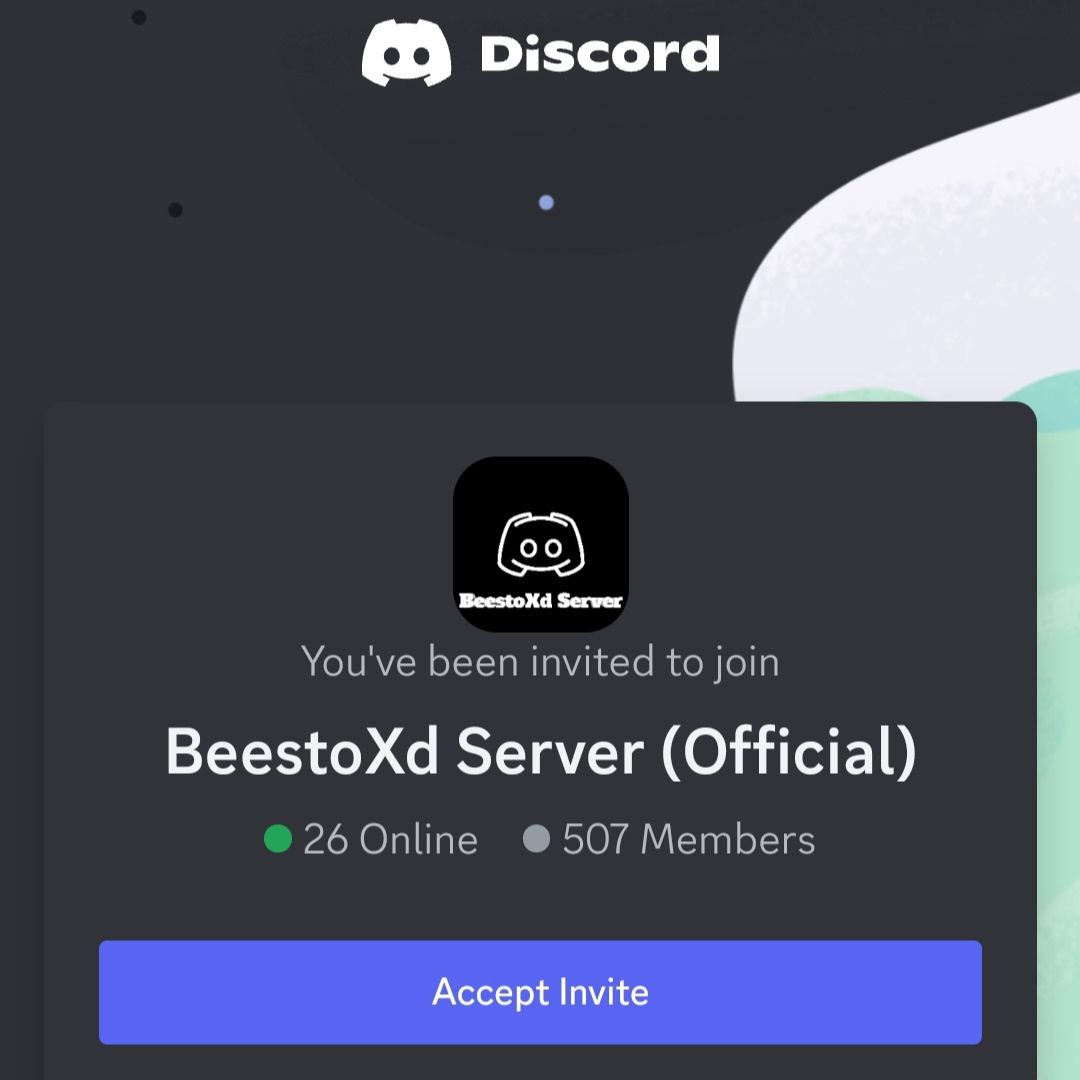 Discord
BeestoXd Server
You've been invited to join
BeestoXd Server (Official)
26 Online 507 Members
Accept Invite